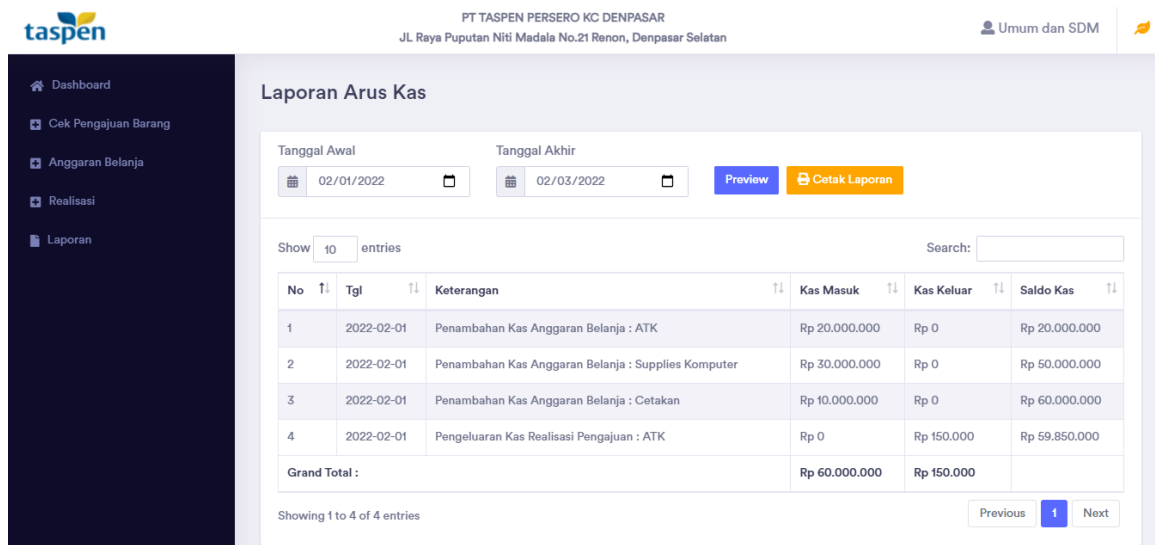 taspen
PT TASPEN PERSERO KC DENPASAR
JL Raya Puputan Niti Madala No.21 Renon, Denpasar Selatan
Umum dan SDM
Dashboard
Cek Pengajuan Barang
Anggaran Belanja
Realisasi
Laporan
Laporan Arus Kas
Tanggal Awal Tanggal Akhir
02/01/2022 02/03/2022 Preview Cetak Laporan
Show 10 entries Search:
No Tgl Keterangan Kas Masuk Kas Keluar Saldo Kas
1 2022-02-01 Penambahan Kas Anggaran Belanja : ATK Rp 20.000.000 Rp 0 Rp 20.000.000
2 2022-02-01 Penambahan Kas Anggaran Belanja : Supplies Komputer Rp 30.000.000 Rp 0 Rp 50.000.000
3 2022-02-01 Penambahan Kas Anggaran Belanja : Cetakan Rp 10.000.000 Rp 0 Rp 60.000.000
4 2022-02-01 Pengeluaran Kas Realisasi Pengajuan : ATK Rp 0 Rp 150.000 Rp 59.850.000
Grand Total : Rp 60.000.000 Rp 150.000
Showing 1 to 4 of 4 entries Previous 1 Next